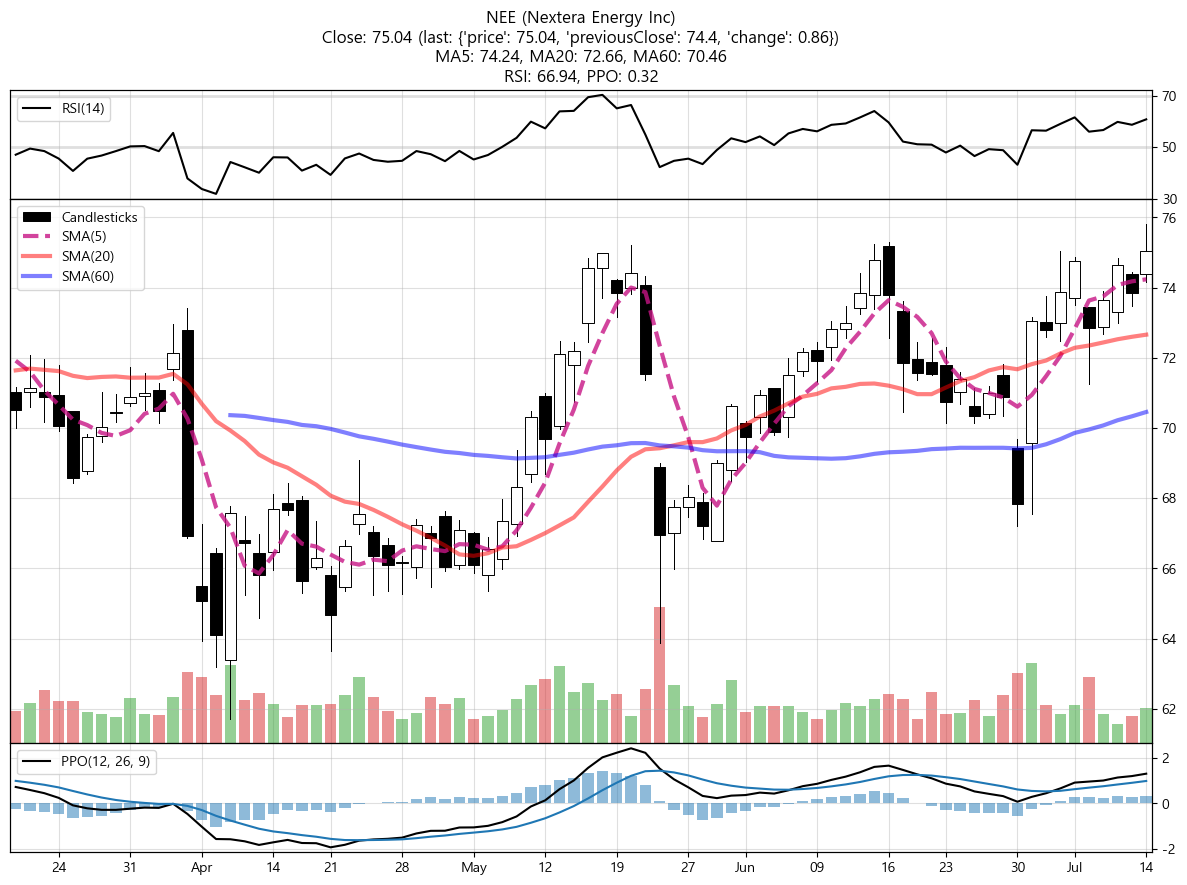 NEE (Nextera Energy Inc)
Close: 75.04 (last: {'price': 75.04, 'previousClose': 74.4, 'change': 0.86})
MA5: 74.24, MA20: 72.66, MA60: 70.46
RSI: 66.94, PPO: 0.32
RSI(14)
70
50
30
Candlesticks
SMA(5)
SMA(20)
SMA(60)
76
74
72
70
68
66
64
62
PPO(12, 26, 9)
2
0
-2
24 31 Apr 14 21 28 May 12 19 27 Jun 09 16 23 30 Jul 14